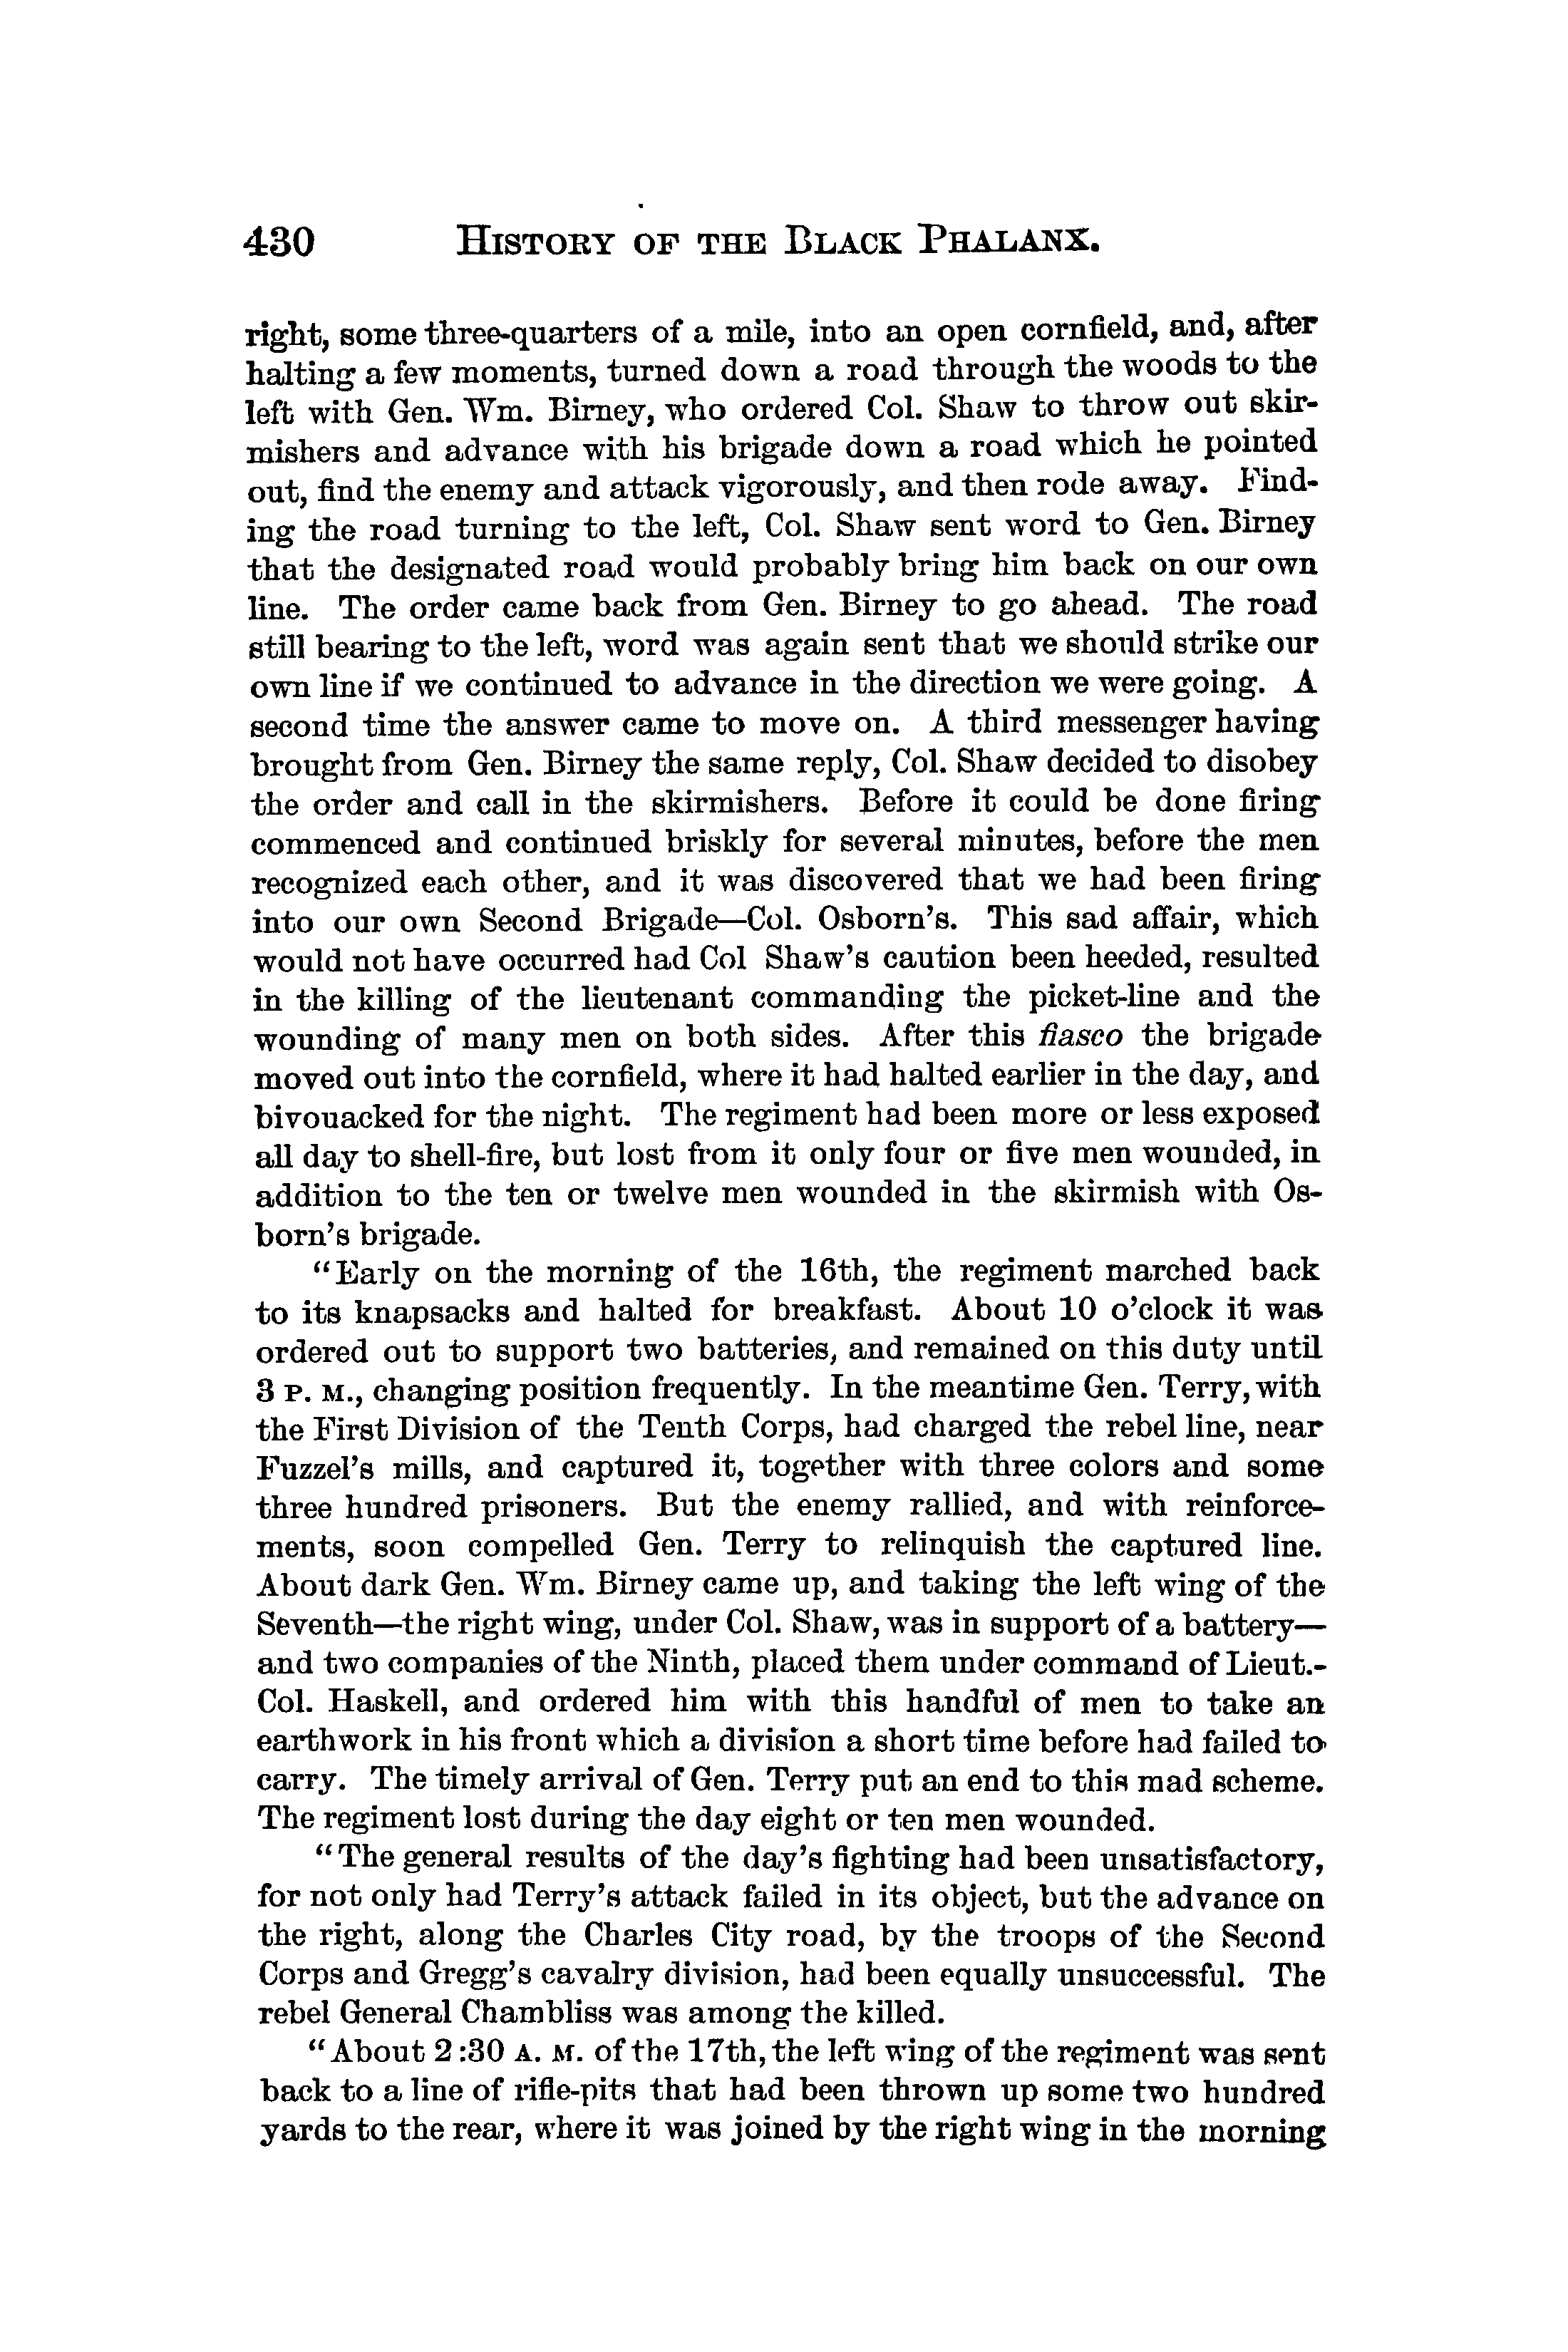 430 HISTORY OF THE BLACK PHALANX.
right, some three-quarters of a mile, into an open cornfield, and, after
halting a few moments, turned down a road through the woods to the
left with Gen. Wm. Birney, who ordered Col. Shaw to throw out skir-
mishers and advance with his brigade down a road which he pointed
out, find the enemy and attack vigorously, and then rode away. Find-
ing the road turning to the left, Col. Shaw sent word to Gen. Birney
that the designated road would probably bring him back on our own
line. The order came back from Gen. Birney to go ahead. The road
still bearing to the left, word was again sent that we should strike our
own line if we continued to advance in the direction we were going. A
second time the answer came to move on. A third messenger having
brought from Gen. Birney the same reply, Col. Shaw decided to disobey
the order and call in the skirmishers. Before it could be done firing
commenced and continued briskly for several minutes, before the men
recognized each other, and it was discovered that we had been firing
into our own Second Brigade—Col. Osborn's. This sad affair, which
would not have occurred had Col Shaw's caution been heeded, resulted
in the killing of the lieutenant commanding the picket-line and the
wounding of many men on both sides. After this fiasco the brigade
moved out into the cornfield, where it had halted earlier in the day, and
bivouacked for the night. The regiment had been more or less exposed
all day to shell-fire, but lost from it only four or five men wounded, in
addition to the ten or twelve men wounded in the skirmish with Os-
born's brigade.
"Early on the morning of the 16th, the regiment marched back
to its knapsacks and halted for breakfast. About 10 o'clock it was
ordered out to support two batteries, and remained on this duty until
3 P. M., changing position frequently. In the meantime Gen. Terry, with
the First Division of the Tenth Corps, had charged the rebel line, near
Fuzzel's mills, and captured it, together with three colors and some
three hundred prisoners. But the enemy rallied, and with reinforce-
ments, soon compelled Gen. Terry to relinquish the captured line.
About dark Gen. Wm. Birney came up, and taking the left wing of the
Seventh—the right wing, under Col. Shaw, was in support of a battery—
and two companies of the Ninth, placed them under command of Lieut.-
Col. Haskell, and ordered him with this handful of men to take an
earthwork in his front which a division a short time before had failed to
carry. The timely arrival of Gen. Terry put an end to this mad scheme.
The regiment lost during the day eight or ten men wounded.
"The general results of the day's fighting had been unsatisfactory,
for not only had Terry's attack failed in its object, but the advance on
the right, along the Charles City road, by the troops of the Second
Corps and Gregg's cavalry division, had been equally unsuccessful. The
rebel General Chambliss was among the killed.
"About 2:30 A. M. of the 17th, the left wing of the regiment was sent
back to a line of rifle-pits that had been thrown up some two hundred
yards to the rear, where it was joined by the right wing in the morning